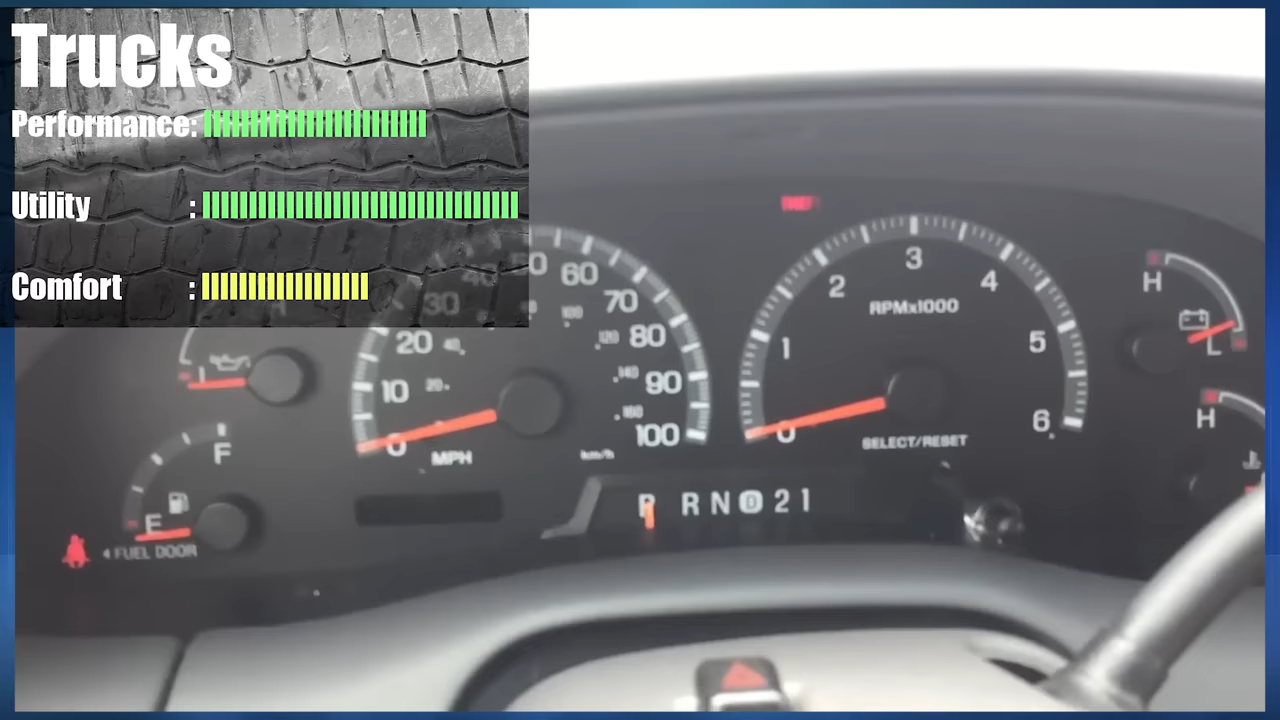 Trucks
Performance:
Utility :
Comfort :
40 50 60 70 80 90 100
30
20
10
0
20
40
100
120
140
160
MPH
km/h
0 1 2 3 4 5 6
RPMx1000
SELECT/RESET
H
L
H
L
F
E
FUEL DOOR
P R N D 2 1